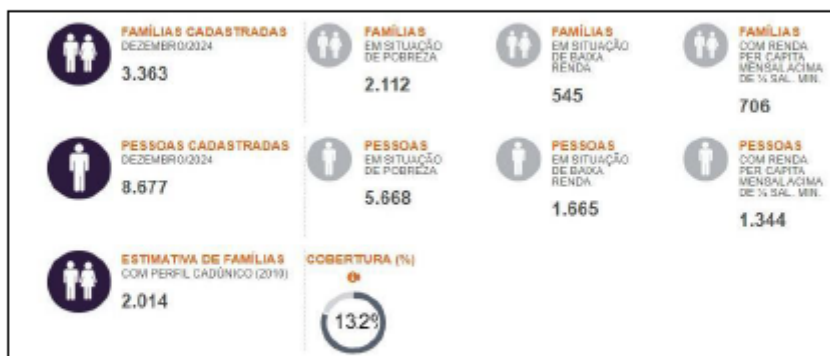 FAMÍLIAS CADASTRADAS
DEZEMBRO/2024
3.363
FAMÍLIAS
EM SITUAÇÃO
DE POBREZA
2.112
FAMÍLIAS
EM SITUAÇÃO
DE BAIXA
RENDA
545
FAMÍLIAS
COM RENDA
PER CAPITA
MENSAL ACIMA
DE ½ SAL. MIN.
706
PESSOAS CADASTRADAS
DEZEMBRO/2024
8.677
PESSOAS
EM SITUAÇÃO
DE POBREZA
5.668
PESSOAS
EM SITUAÇÃO
DE BAIXA
RENDA
1.665
PESSOAS
COM RENDA
PER CAPITA
MENSAL ACIMA
DE ½ SAL. MIN.
1.344
ESTIMATIVA DE FAMÍLIAS
COM PERFIL CADÚNICO (2010)
2.014
COBERTURA (%)
132%